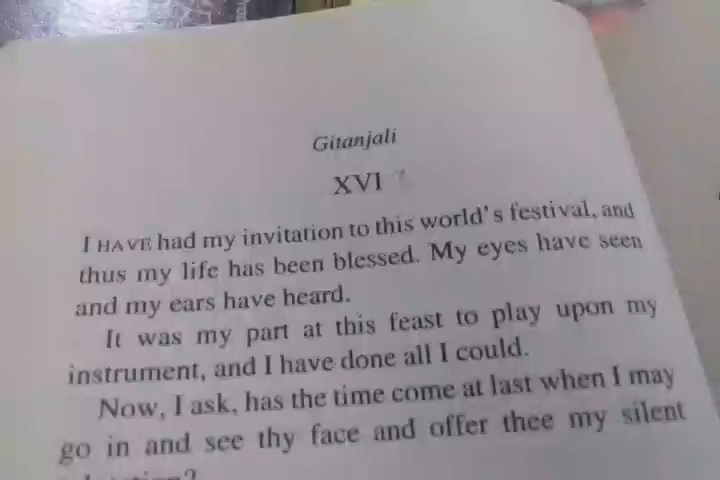 Gitanjali
XVI
I HAVE had my invitation to this world's festival, and
thus my life has been blessed. My eyes have seen
and my ears have heard.
It was my part at this feast to play upon my
instrument, and I have done all I could.
Now, I ask, has the time come at last when I may
go in and see thy face and offer thee my silent